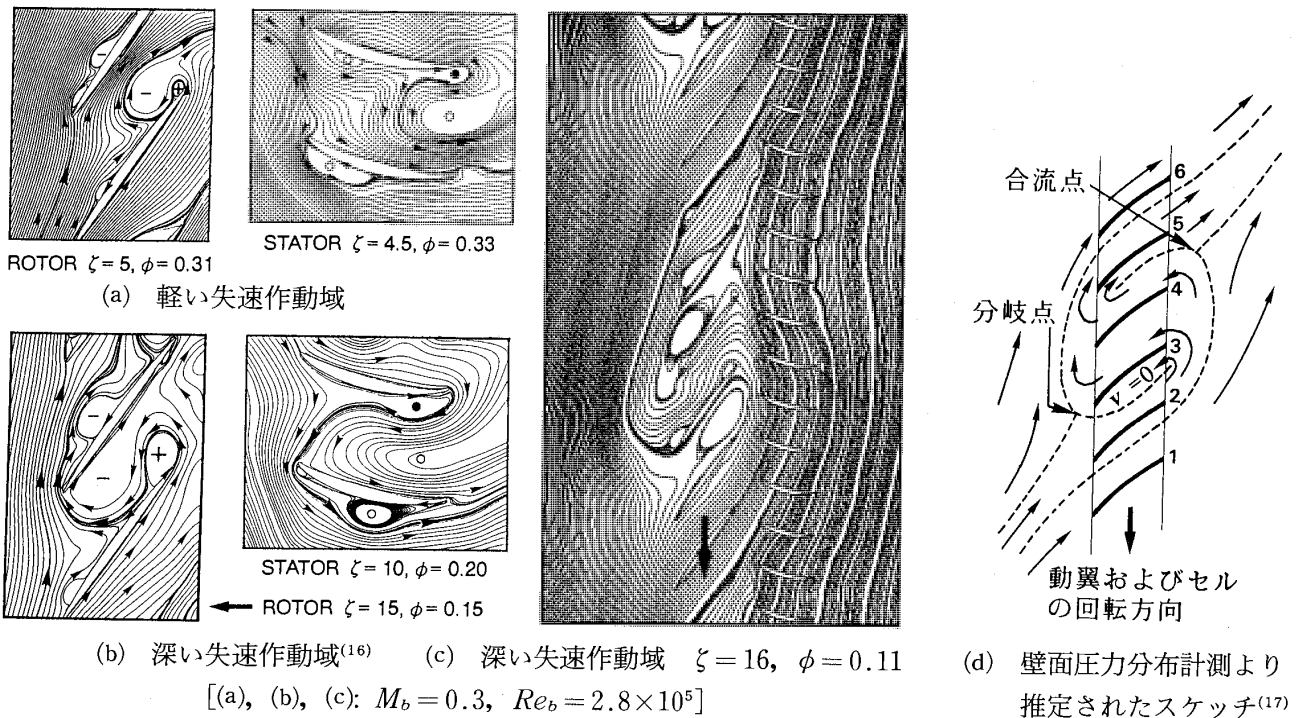 ROTOR ζ=5, φ=0.31
STATOR ζ=4.5, φ=0.33
(a) 軽い失速作動域
STATOR ζ=10, φ=0.20
ROTOR ζ=15, φ=0.15
(b) 深い失速作動域(16)
(c) 深い失速作動域 ζ=16, φ=0.11
[(a), (b), (c): M_b=0.3, Re_b=2.8×10⁵]
合流点
分岐点
6
5
4
3
v=0
2
1
動翼およびセル
の回転方向
(d) 壁面圧力分布計測より
推定されたスケッチ(17)